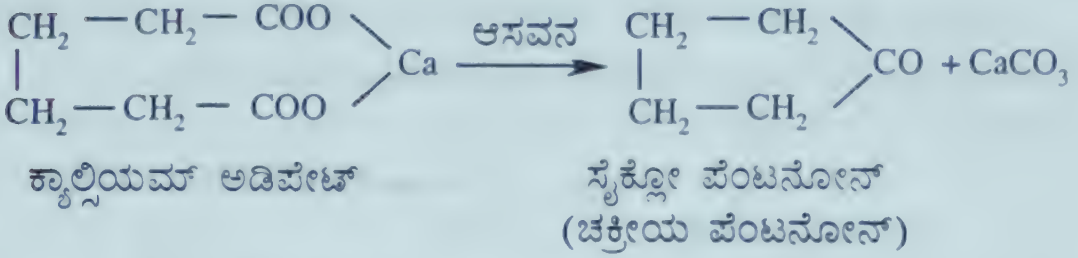 CH₂ — CH₂ — COO ಆಸವನ CH₂ — CH₂
Ca ⟶ CO + CaCO₃
CH₂ — CH₂ — COO CH₂ — CH₂
ಕ್ಯಾಲ್ಸಿಯಮ್ ಅಡಿಪೇಟ್ ಸೈಕ್ಲೋ ಪೆಂಟನೋನ್
(ಚಕ್ರೀಯ ಪೆಂಟನೋನ್)